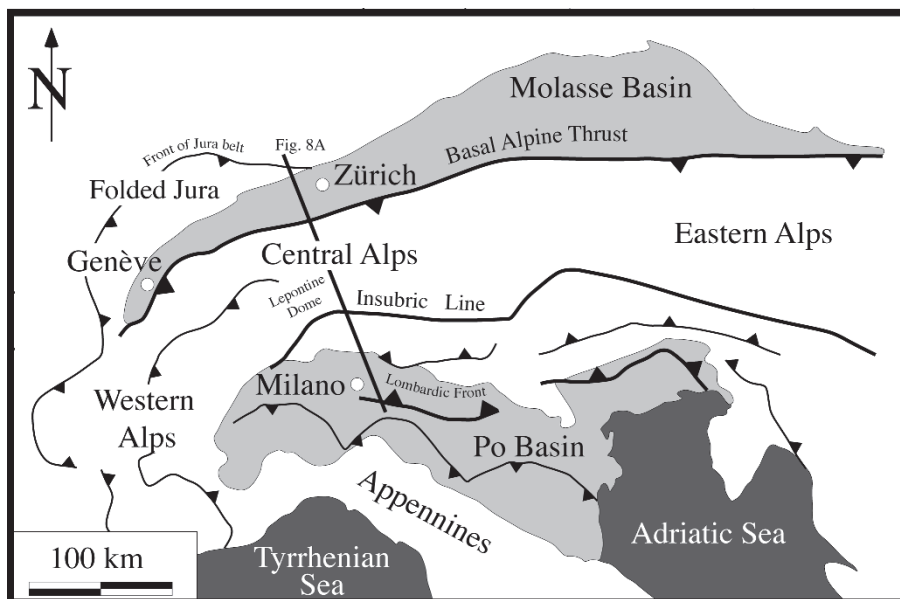 N
Molasse Basin
Basal Alpine Thrust
Front of Jura belt
Fig. 8A
Zürich
Folded Jura
Genève
Central Alps
Eastern Alps
Lepontine
Dome
Insubric Line
Milano
Lombardic Front
Western
Alps
Po Basin
Appennines
Adriatic Sea
100 km
Tyrrhenian
Sea